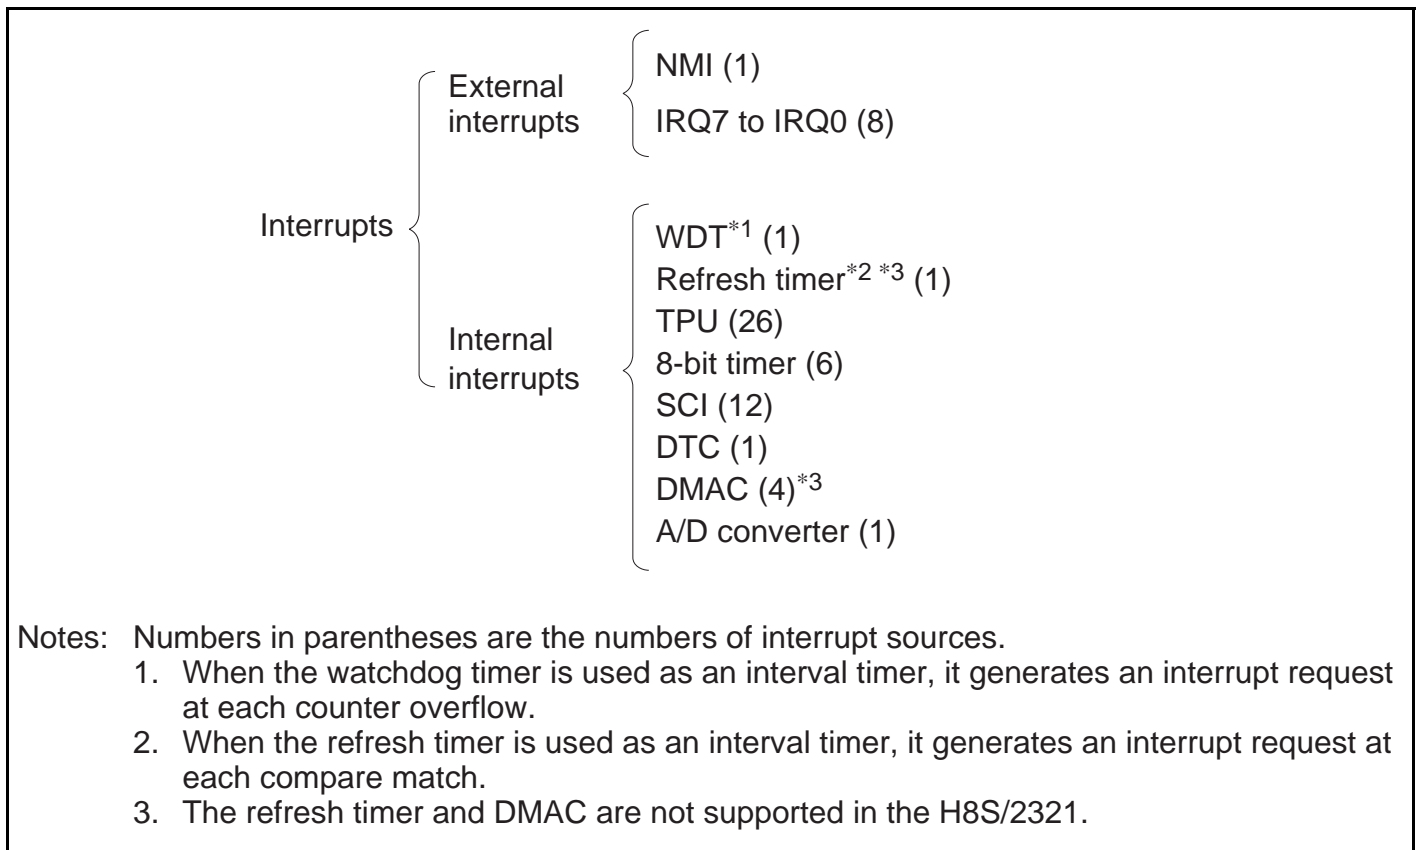 Interrupts
External
interrupts
NMI (1)
IRQ7 to IRQ0 (8)
Internal
interrupts
WDT*1 (1)
Refresh timer*2 *3 (1)
TPU (26)
8-bit timer (6)
SCI (12)
DTC (1)
DMAC (4)*3
A/D converter (1)
Notes: Numbers in parentheses are the numbers of interrupt sources.
1. When the watchdog timer is used as an interval timer, it generates an interrupt request
at each counter overflow.
2. When the refresh timer is used as an interval timer, it generates an interrupt request at
each compare match.
3. The refresh timer and DMAC are not supported in the H8S/2321.